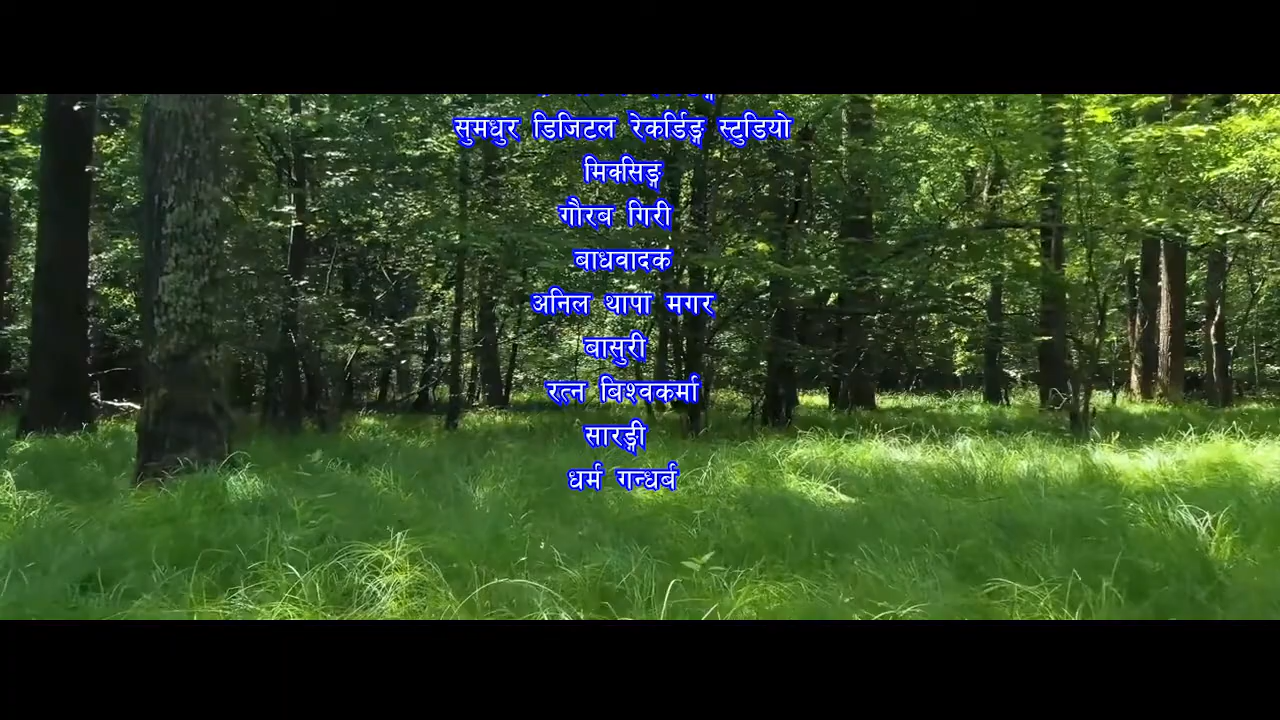 सुमधुर डिजिटल रेकर्डिङ्ग स्टुडियो
मिक्सिङ्ग
गौरब गिरी
बाधवादक
अनिल थापा मगर
बासुरी
रत्न बिश्वकर्मा
सारङ्गी
धर्म गन्धर्ब